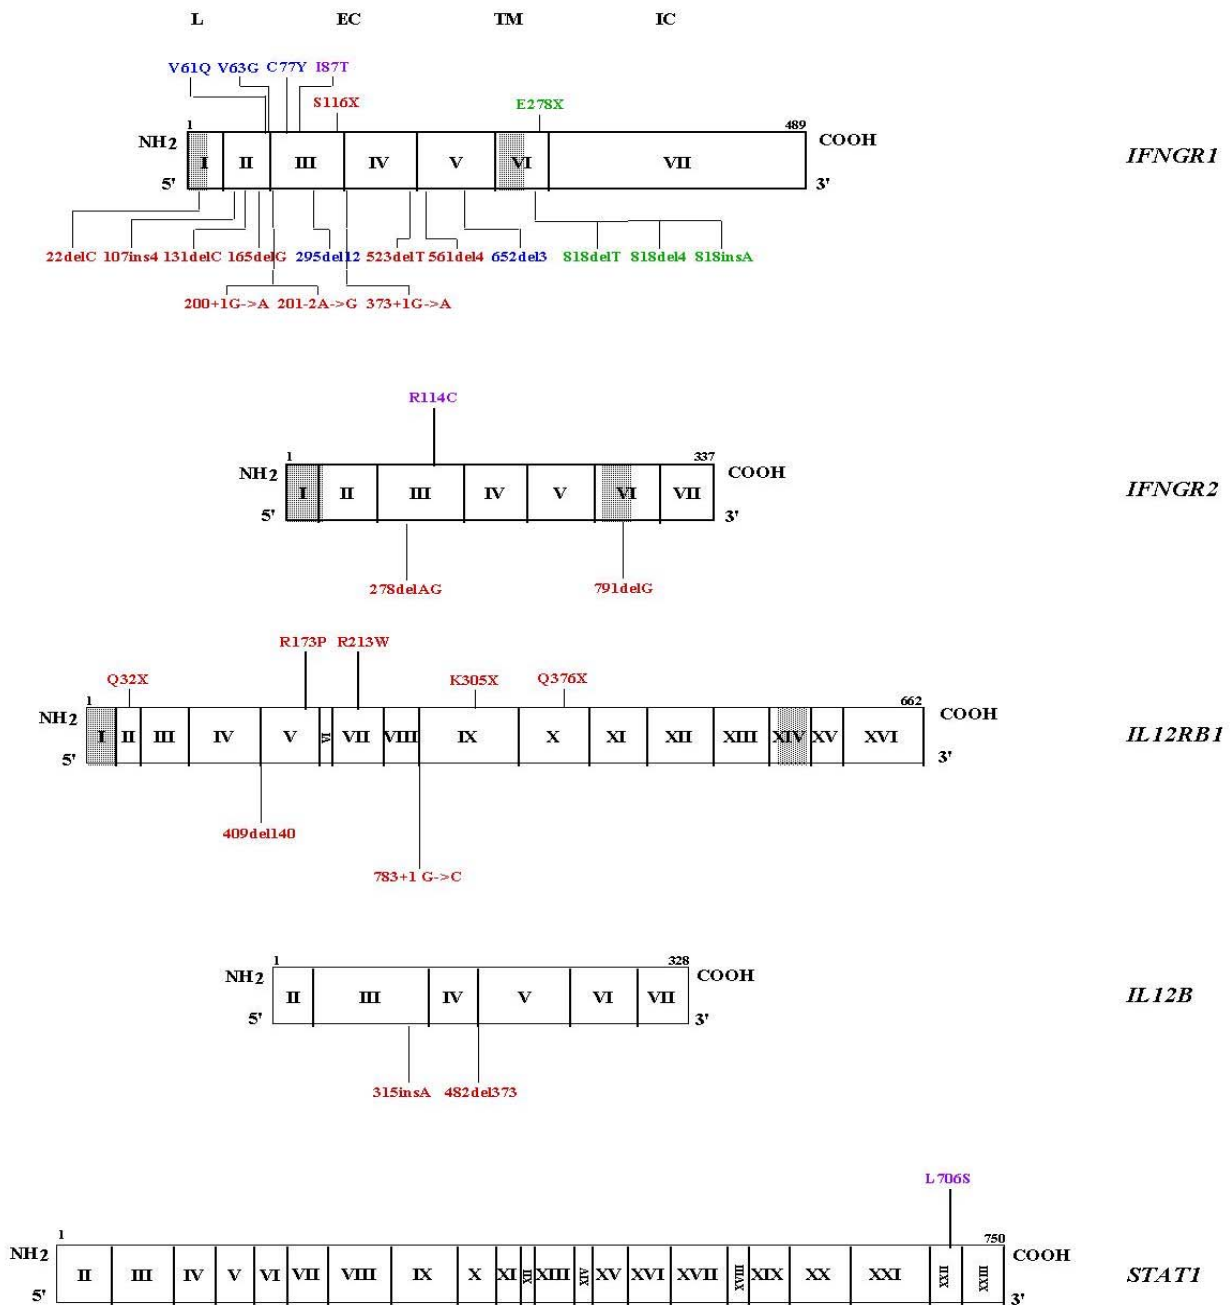 L EC TM IC
V61Q V63G C77Y I87T
S116X E278X
1 489
NH2 COOH
I II III IV V VI VII
IFNGR1
5' 3'
22delC 107ins4 131delC 165delG 295del12 523delT 561del4 652del3 818delT 818del4 818insA
200+1G->A 201-2A->G 373+1G->A
R114C
1 337
NH2 COOH
I II III IV V VI VII
IFNGR2
5' 3'
278delAG 791delG
R173P R213W
Q32X K305X Q376X
1 662
NH2 COOH
I II III IV V VI VII VIII IX X XI XII XIII XIV XV XVI
IL12RB1
5' 3'
409del140
783+1 G->C
1 328
NH2 COOH
II III IV V VI VII
IL12B
5' 3'
315insA 482del373
L706S
1 750
NH2 COOH
II III IV V VI VII VIII IX X XI XII XIII XIV XV XVI XVII XVIII XIX XX XXI XXII XXIII
STAT1
5' 3'